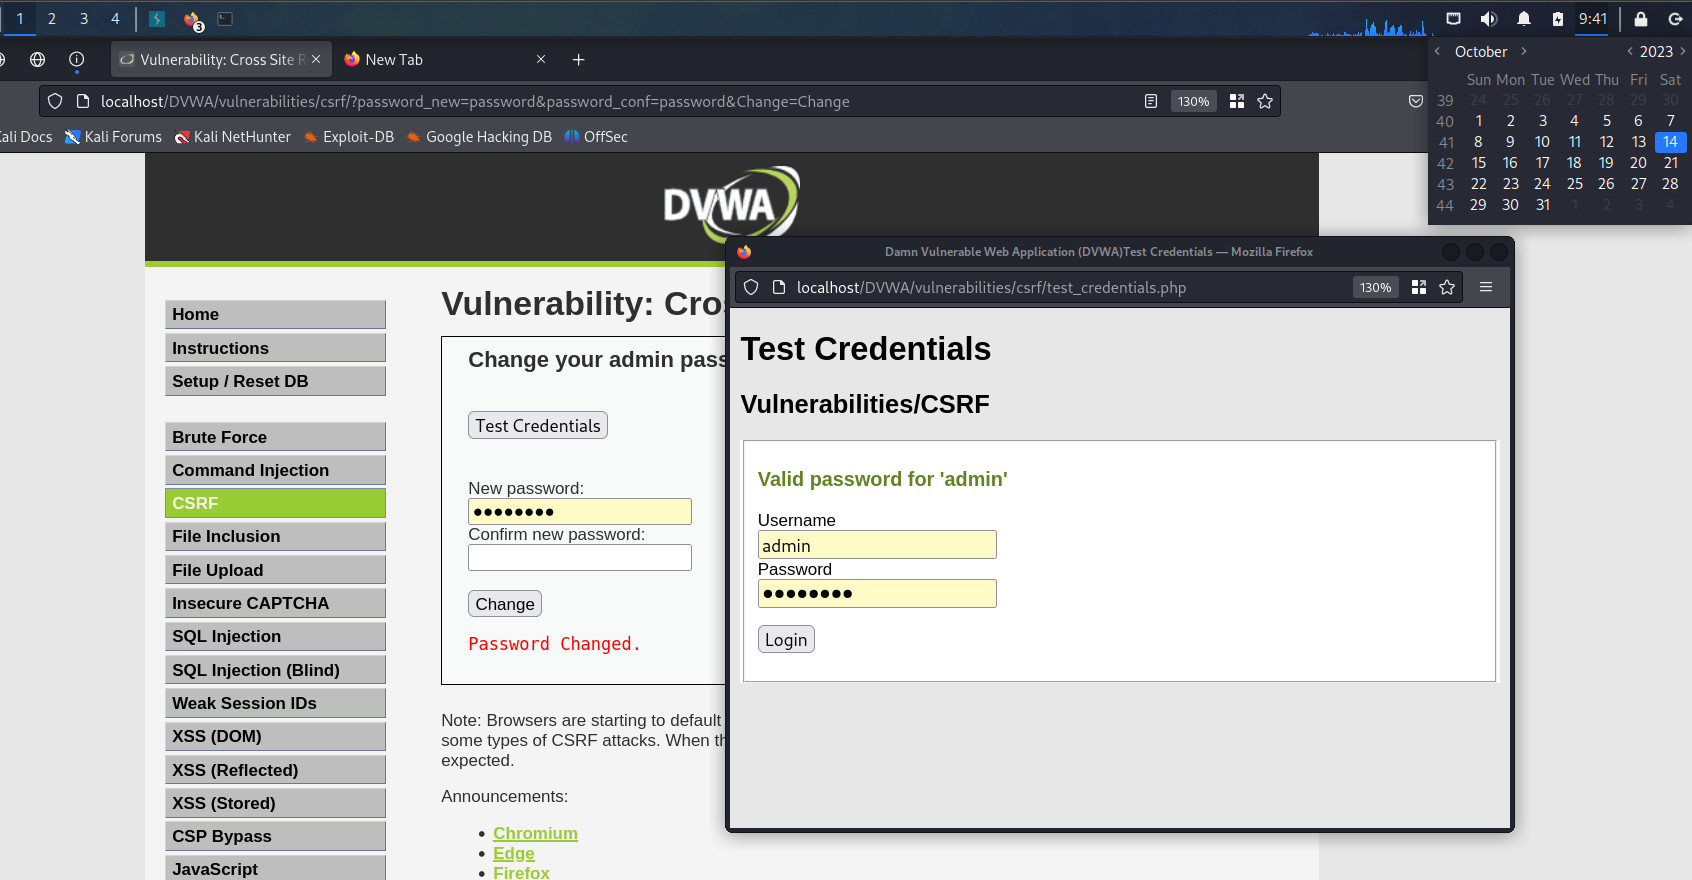 1 2 3 4 3 9:41
Vulnerability: Cross Site R
New Tab
October 2023
localhost/DVWA/vulnerabilities/csrf/?password_new=password&password_conf=password&Change=Change 130%
Sun Mon Tue Wed Thu Fri Sat
39 24 25 26 27 28 29 30
40 1 2 3 4 5 6 7
41 8 9 10 11 12 13 14
42 15 16 17 18 19 20 21
43 22 23 24 25 26 27 28
44 29 30 31 1 2 3 4
Kali Docs Kali Forums Kali NetHunter Exploit-DB Google Hacking DB OffSec
DVWA
Home
Instructions
Setup / Reset DB
Brute Force
Command Injection
CSRF
File Inclusion
File Upload
Insecure CAPTCHA
SQL Injection
SQL Injection (Blind)
Weak Session IDs
XSS (DOM)
XSS (Reflected)
XSS (Stored)
CSP Bypass
JavaScript
Vulnerability: Cros
Change your admin pass
Test Credentials
New password:
Confirm new password:
Change
Password Changed.
Note: Browsers are starting to default
some types of CSRF attacks. When th
expected.
Announcements:
Chromium
Edge
Firefox
Damn Vulnerable Web Application (DVWA)Test Credentials — Mozilla Firefox
localhost/DVWA/vulnerabilities/csrf/test_credentials.php 130%
Test Credentials
Vulnerabilities/CSRF
Valid password for 'admin'
Username
admin
Password
Login